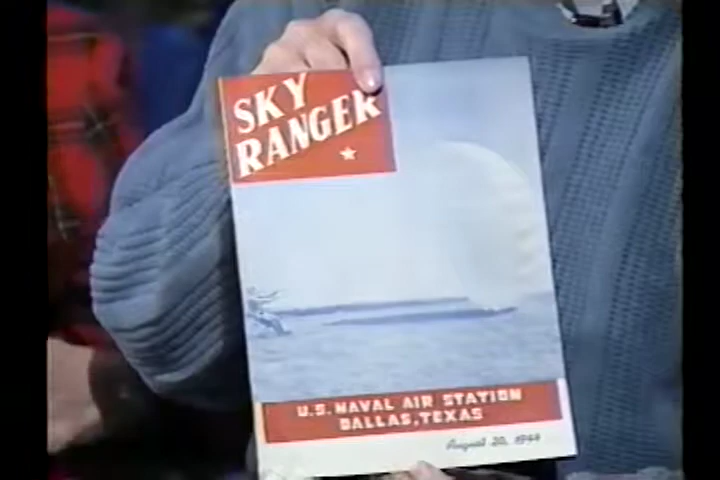 SKY
RANGER
U.S. NAVAL AIR STATION
DALLAS, TEXAS
August 20, 1944